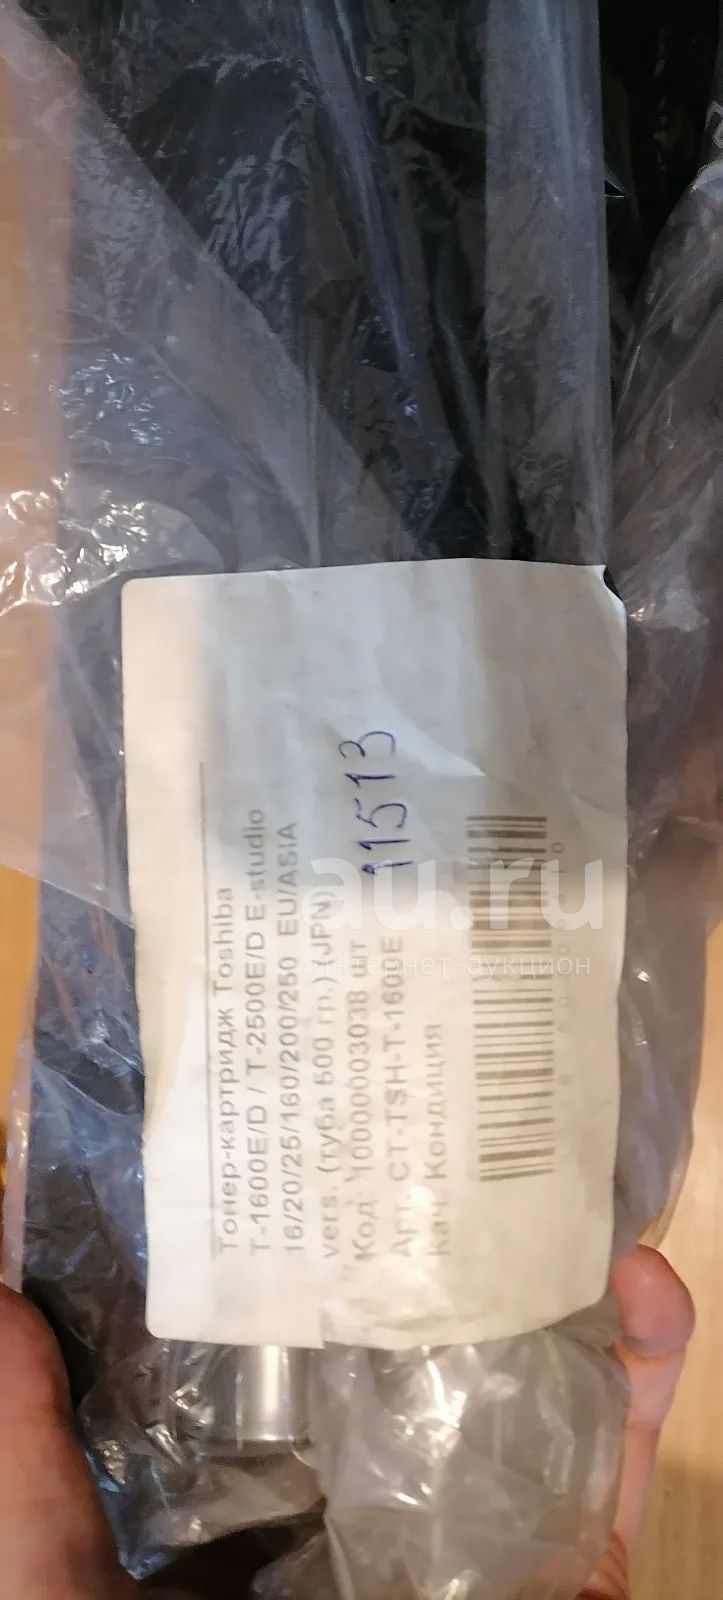 Тонер-картридж Toshiba
T-1600E/D / T-2500E/D E-studio
16/20/25/160/200/250 EU/ASIA
vers. (туба 500 гр.) (JPN)
Код: 10000003038 шт
Арт. CT-TSH-T-1600E
Кач. Кондиция
11513
au.ru
интернет-аукцион